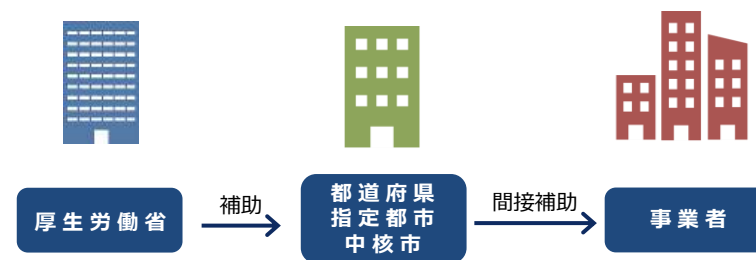 厚生労働省
補助
都道府県
指定都市
中核市
間接補助
事業者